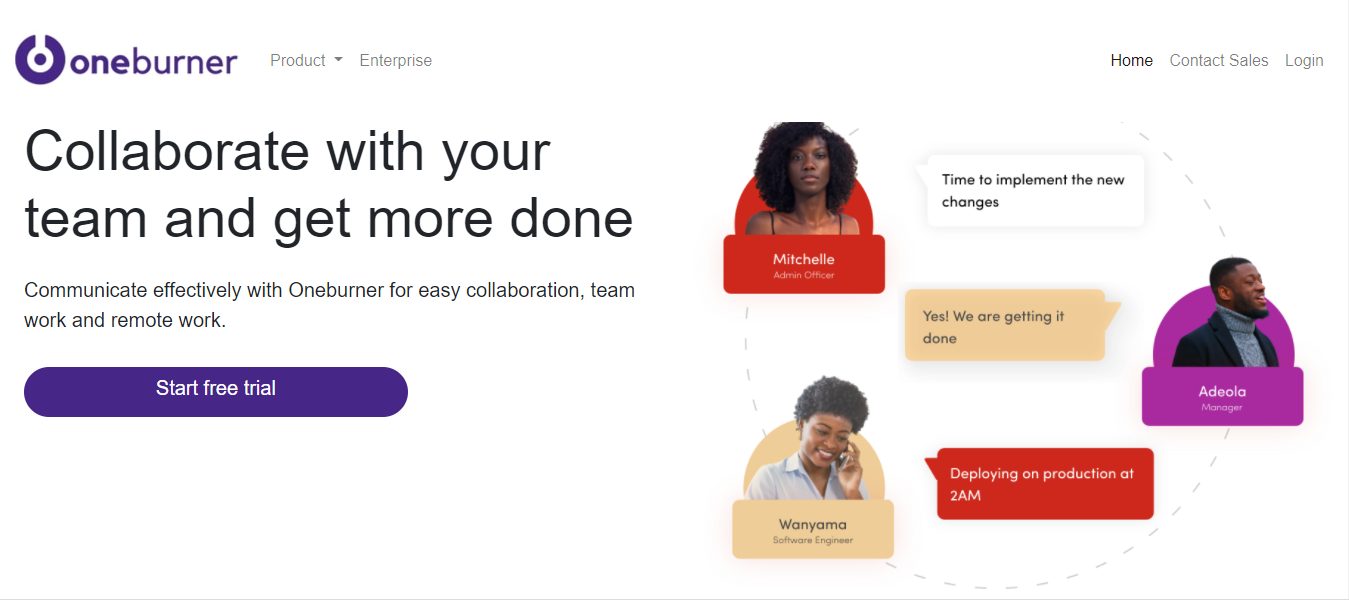 oneburner
Product
Enterprise
Home
Contact Sales
Login
Collaborate with your
team and get more done
Communicate effectively with Oneburner for easy collaboration, team
work and remote work.
Start free trial
Mitchelle
Admin Officer
Time to implement the new
changes
Yes! We are getting it
done
Adeola
Manager
Wanyama
Software Engineer
Deploying on production at
2AM